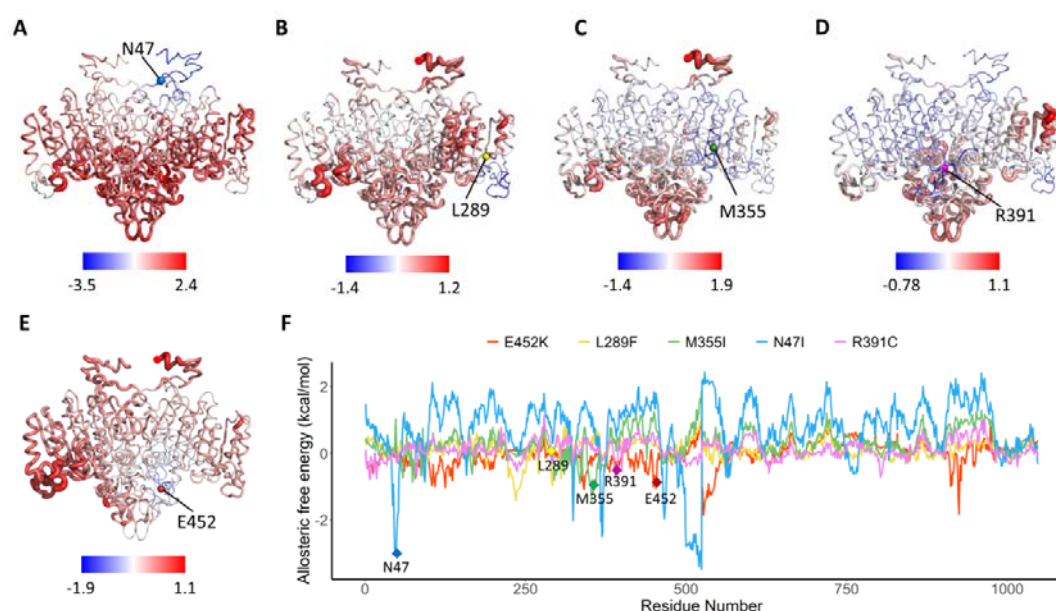 A
N47
-3.5 2.4
B
L289
-1.4 1.2
C
M355
-1.4 1.9
D
R391
-0.78 1.1
E
E452
-1.9 1.1
F
E452K L289F M355I N47I R391C
Allosteric free energy (kcal/mol)
2
0
-2
L289
R391
M355
E452
N47
0 250 500 750 1000
Residue Number